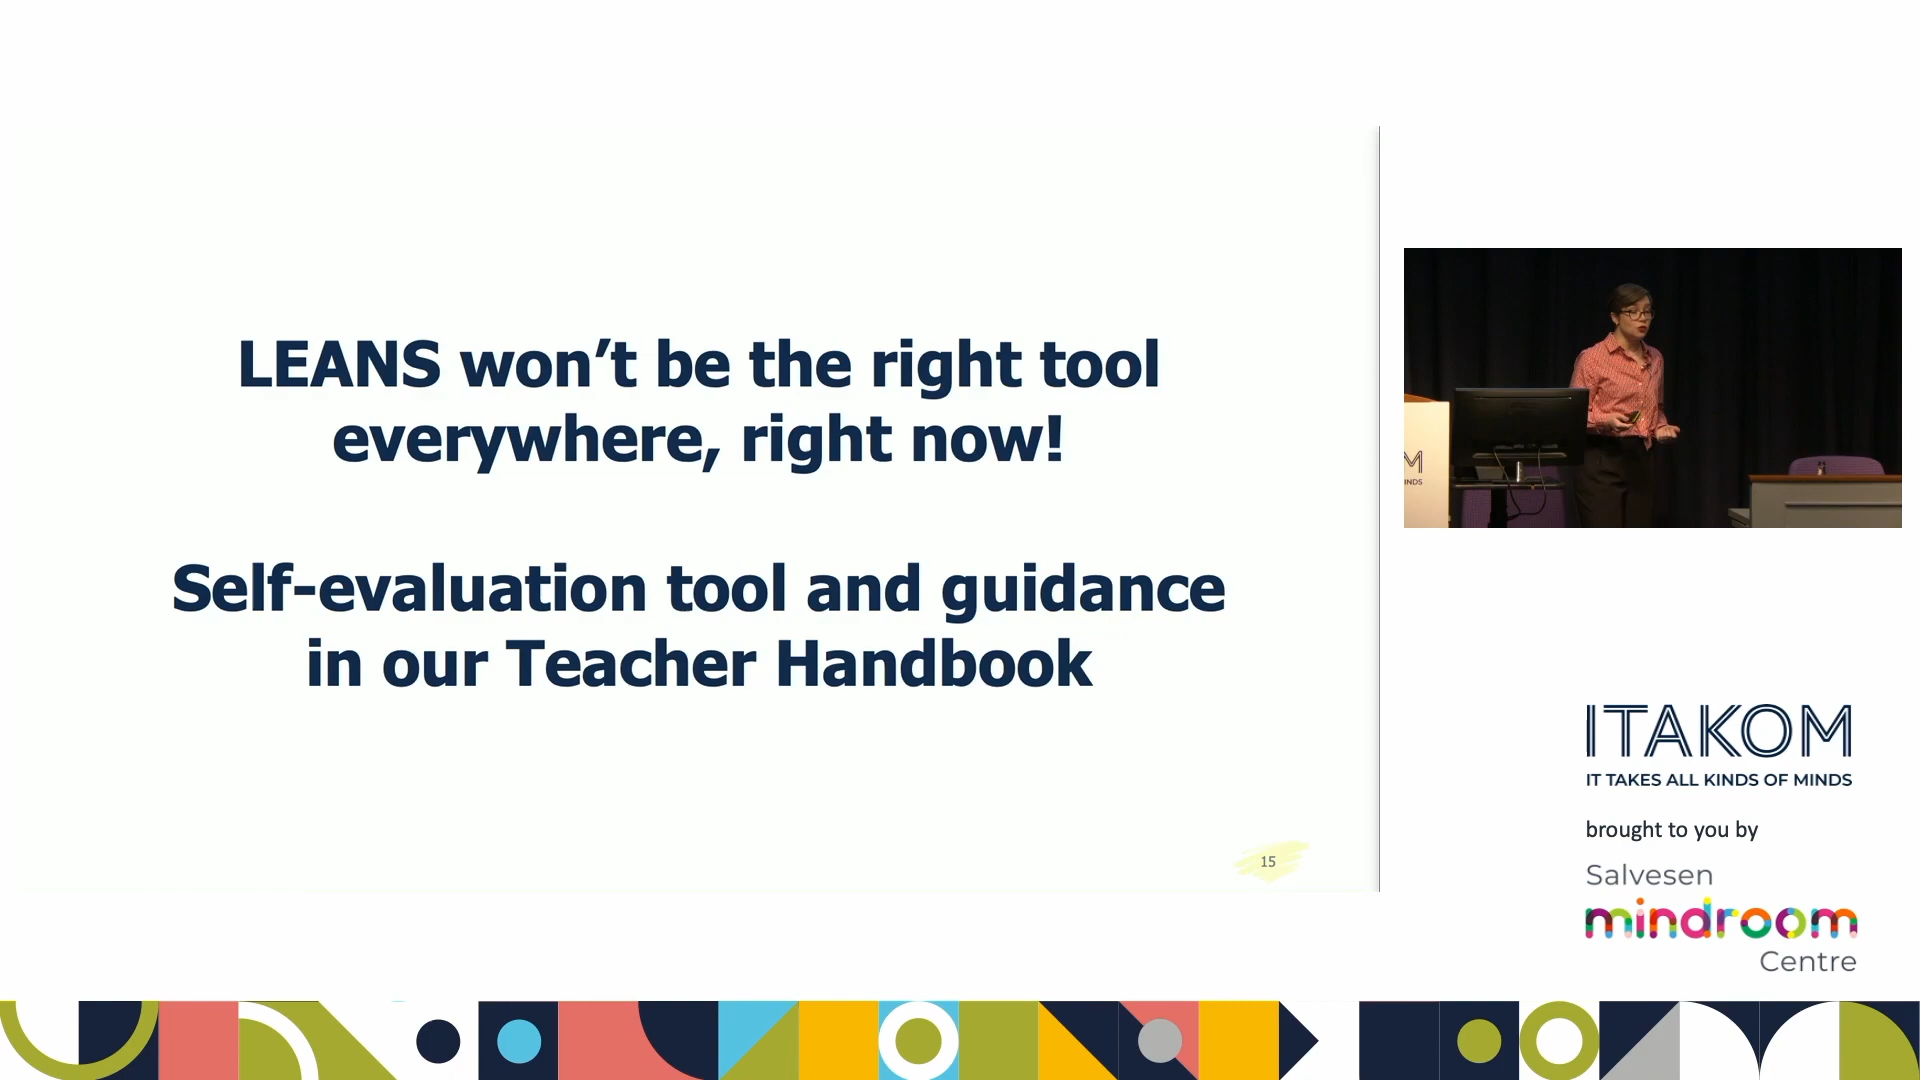 LEANS won’t be the right tool
everywhere, right now!
Self-evaluation tool and guidance
in our Teacher Handbook
15
M
INDS
ITAKOM
IT TAKES ALL KINDS OF MINDS
brought to you by
Salvesen
mindroom
Centre